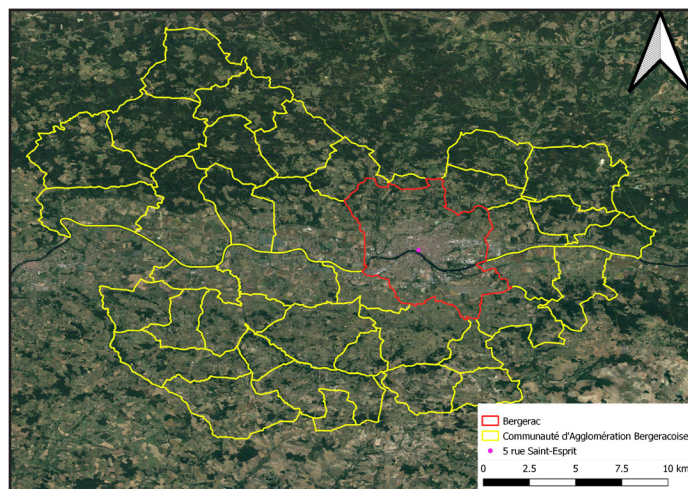 Bergerac
Communauté d'Agglomération Bergeracoise
5 rue Saint-Esprit
0 2.5 5 7.5 10 km